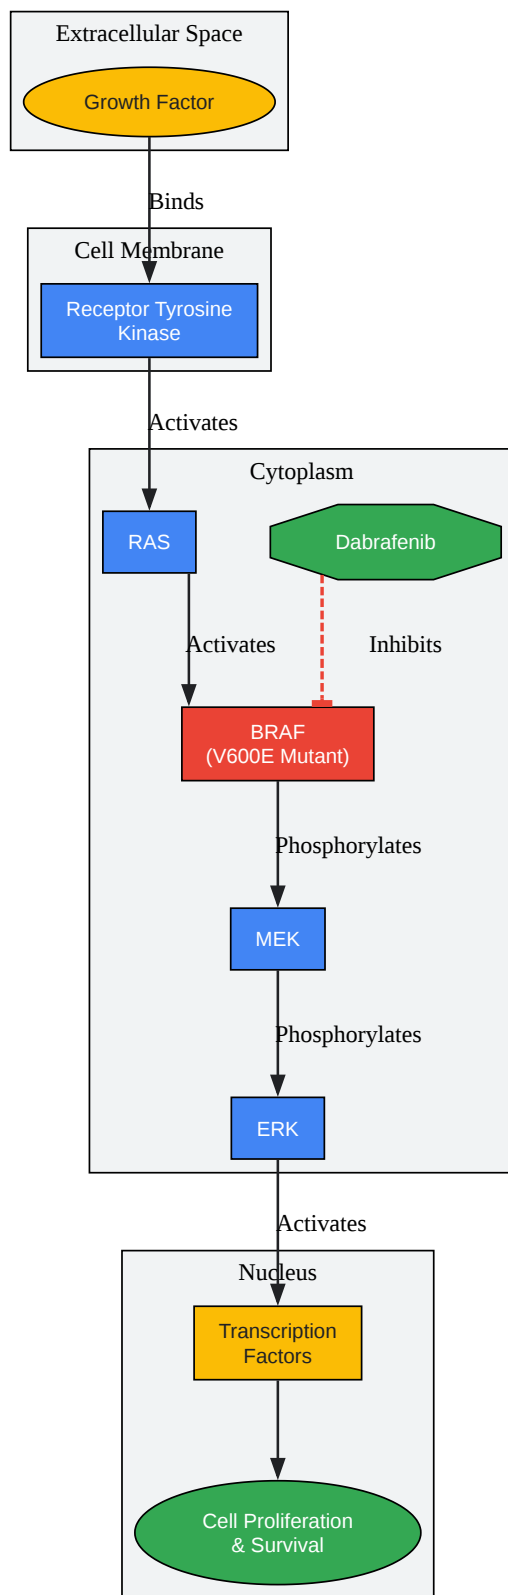 Extracellular Space
Growth Factor
Binds
Cell Membrane
Receptor Tyrosine
Kinase
Activates
Cytoplasm
RAS
Dabrafenib
Activates
Inhibits
BRAF
(V600E Mutant)
Phosphorylates
MEK
Phosphorylates
ERK
Activates
Nucleus
Transcription
Factors
Cell Proliferation
& Survival